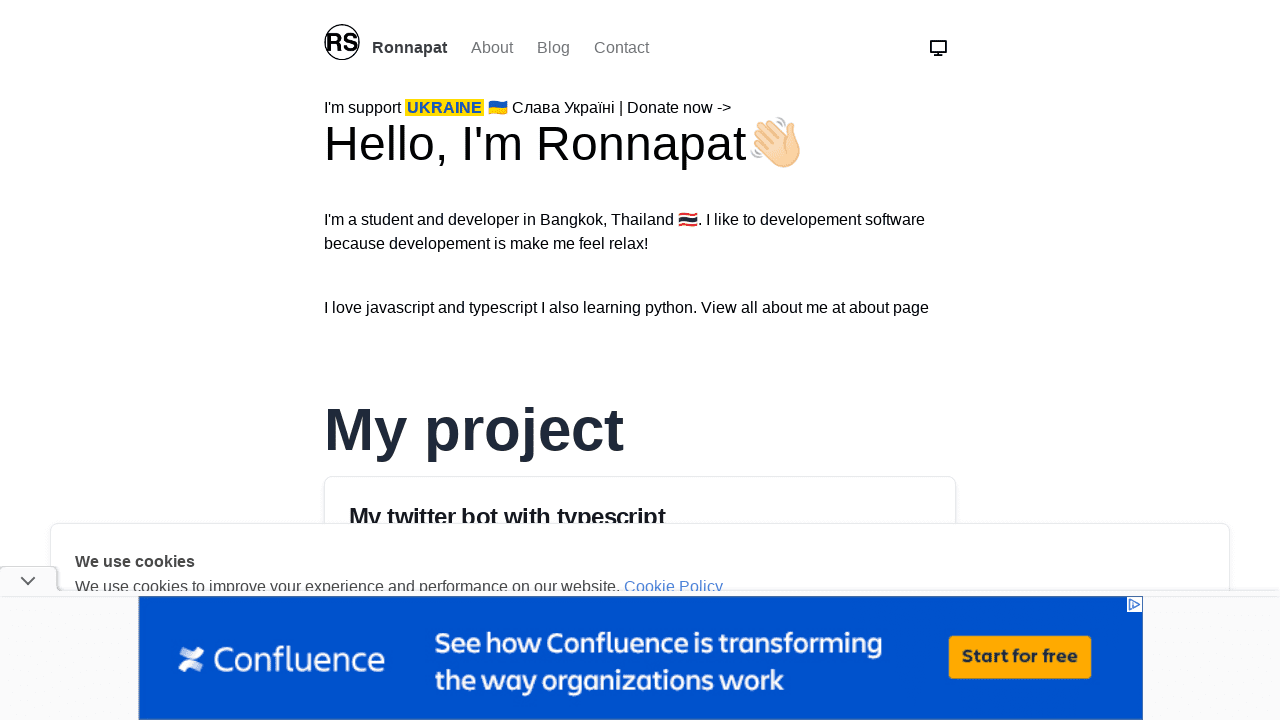 RS Ronnapat About Blog Contact
I'm support UKRAINE 🇺🇦 Слава Україні | Donate now ->
Hello, I'm Ronnapat👋🏻
I'm a student and developer in Bangkok, Thailand 🇹🇭. I like to developement software
because developement is make me feel relax!
I love javascript and typescript I also learning python. View all about me at about page
My project
My twitter bot with typescript
We use cookies
We use cookies to improve your experience and performance on our website. Cookie Policy
Confluence
See how Confluence is transforming
the way organizations work
Start for free